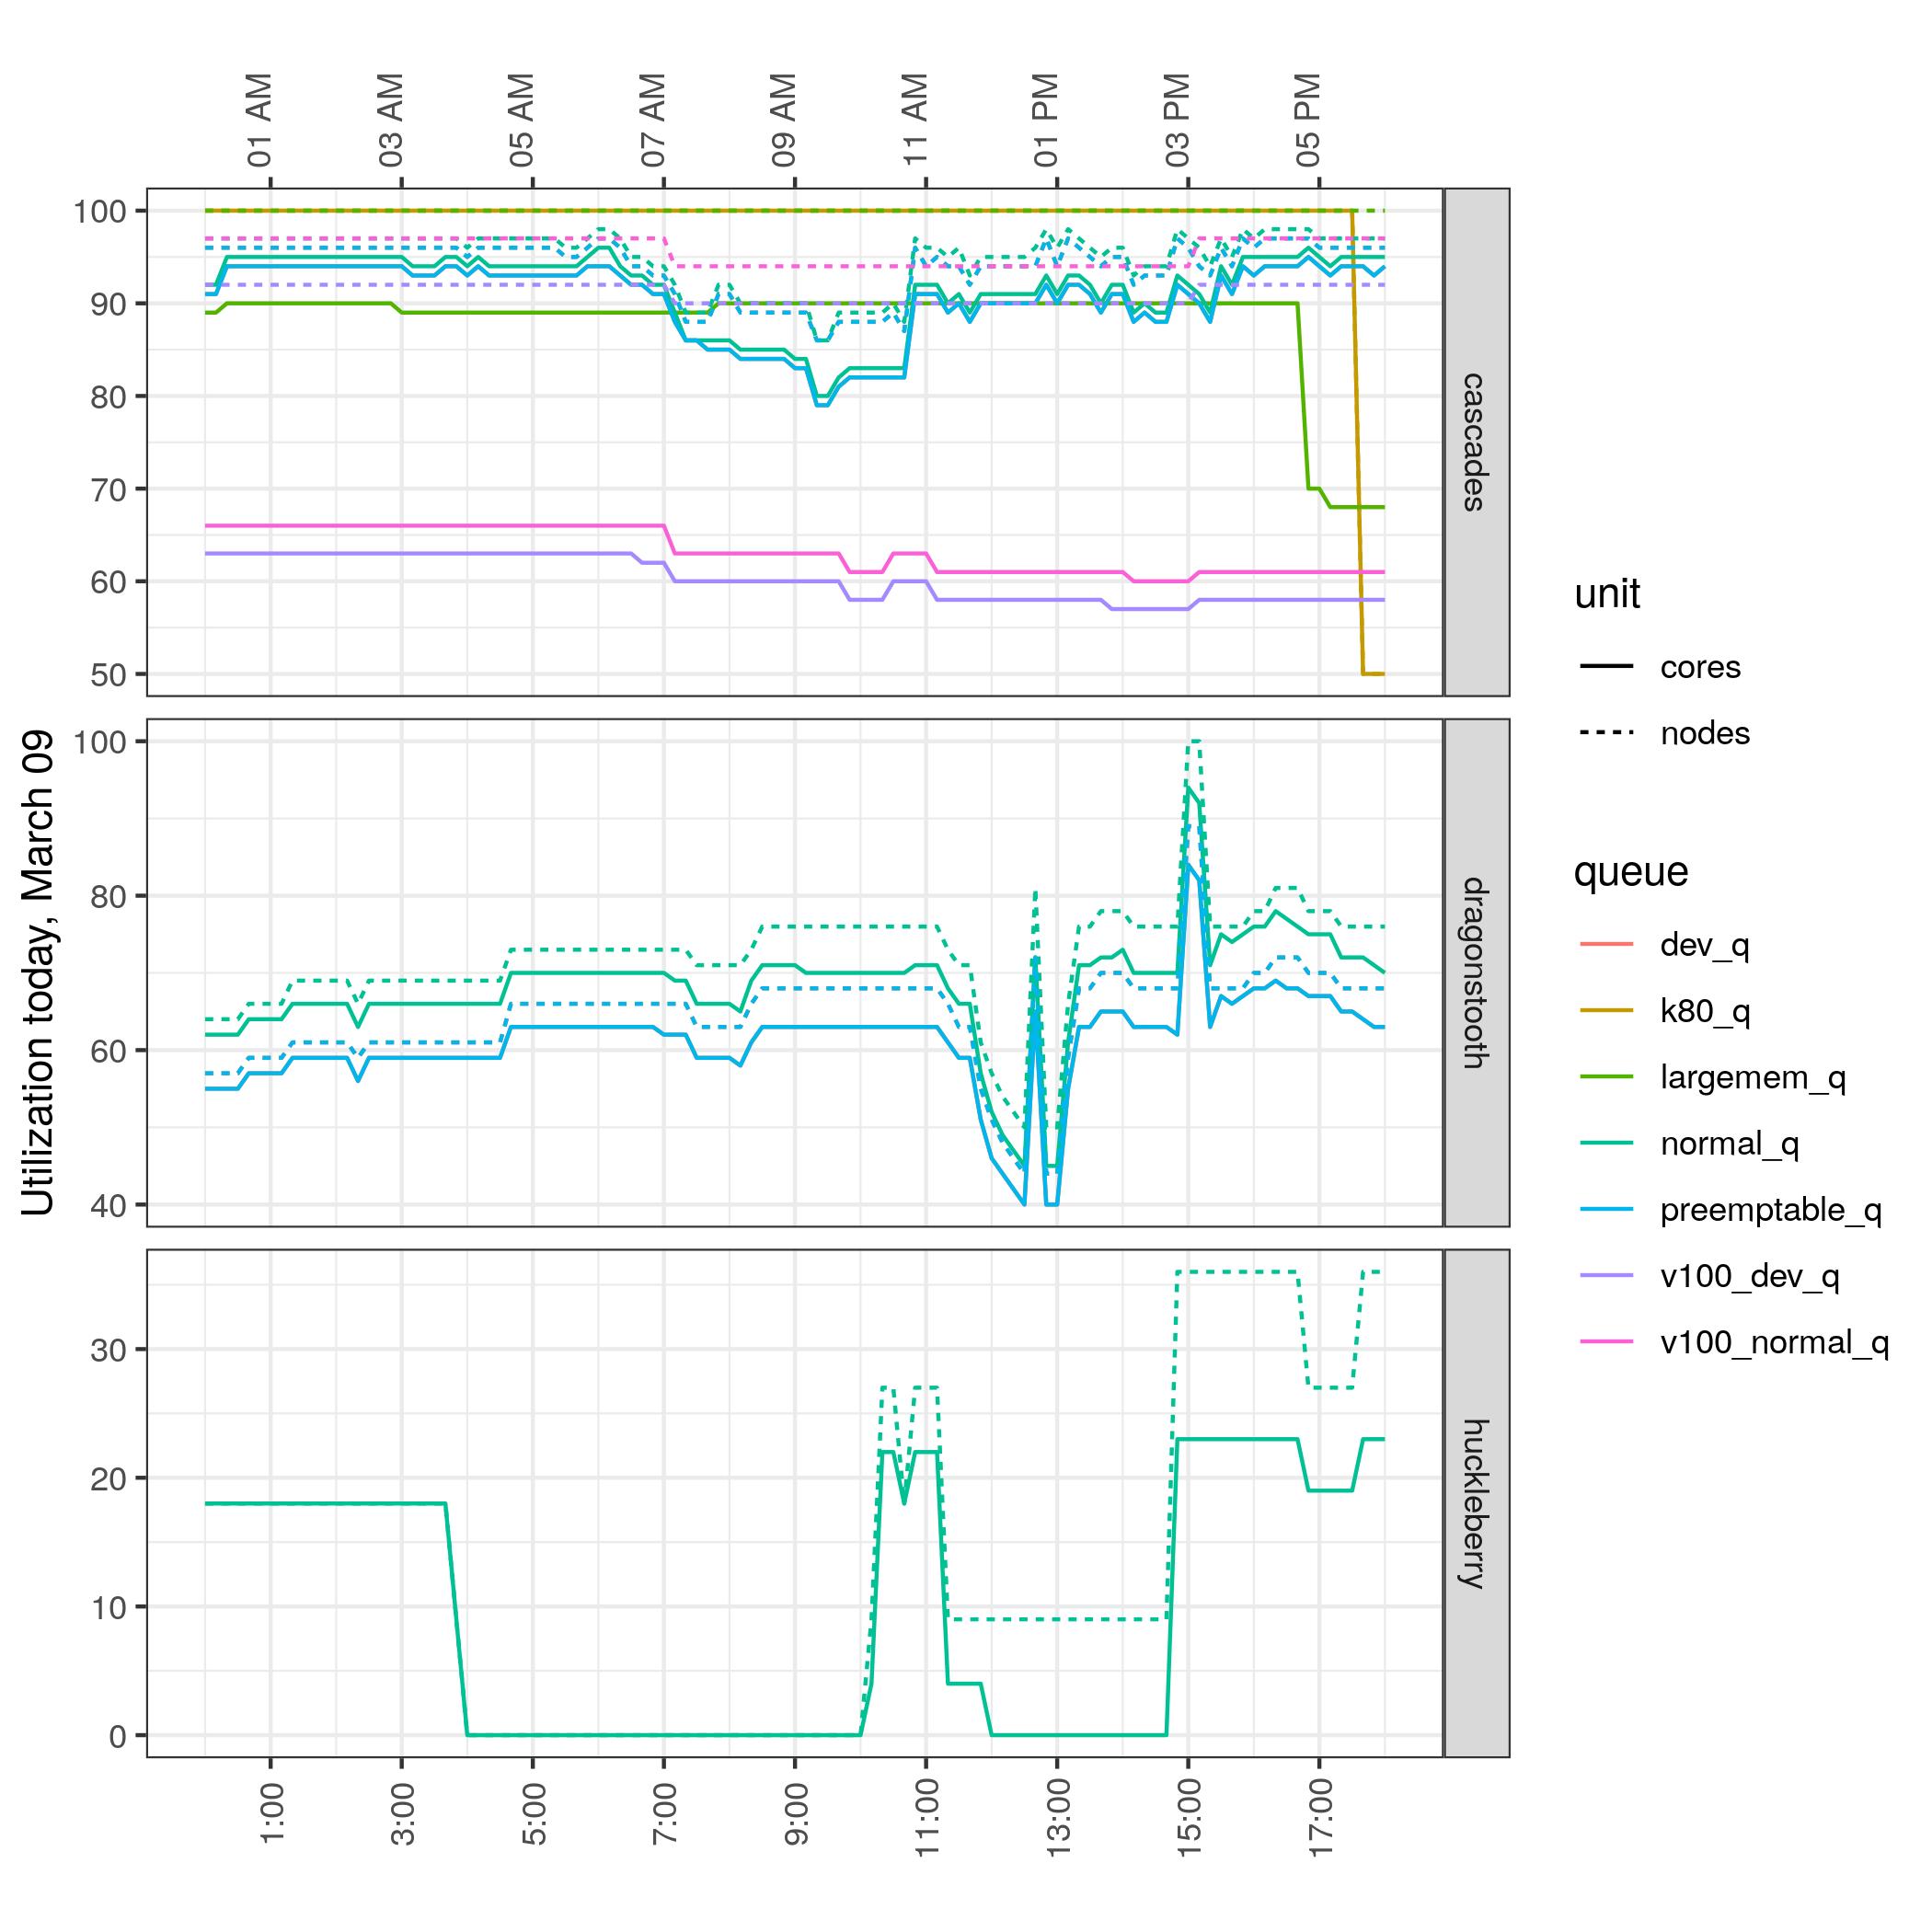 01 AM
03 AM
05 AM
07 AM
09 AM
11 AM
01 PM
03 PM
05 PM
Utilization today, March 09
100
90
80
70
60
50
cascades
100
80
60
40
dragonstooth
30
20
10
0
huckleberry
1:00
3:00
5:00
7:00
9:00
11:00
13:00
15:00
17:00
unit
cores
nodes
queue
dev_q
k80_q
largemem_q
normal_q
preemptable_q
v100_dev_q
v100_normal_q